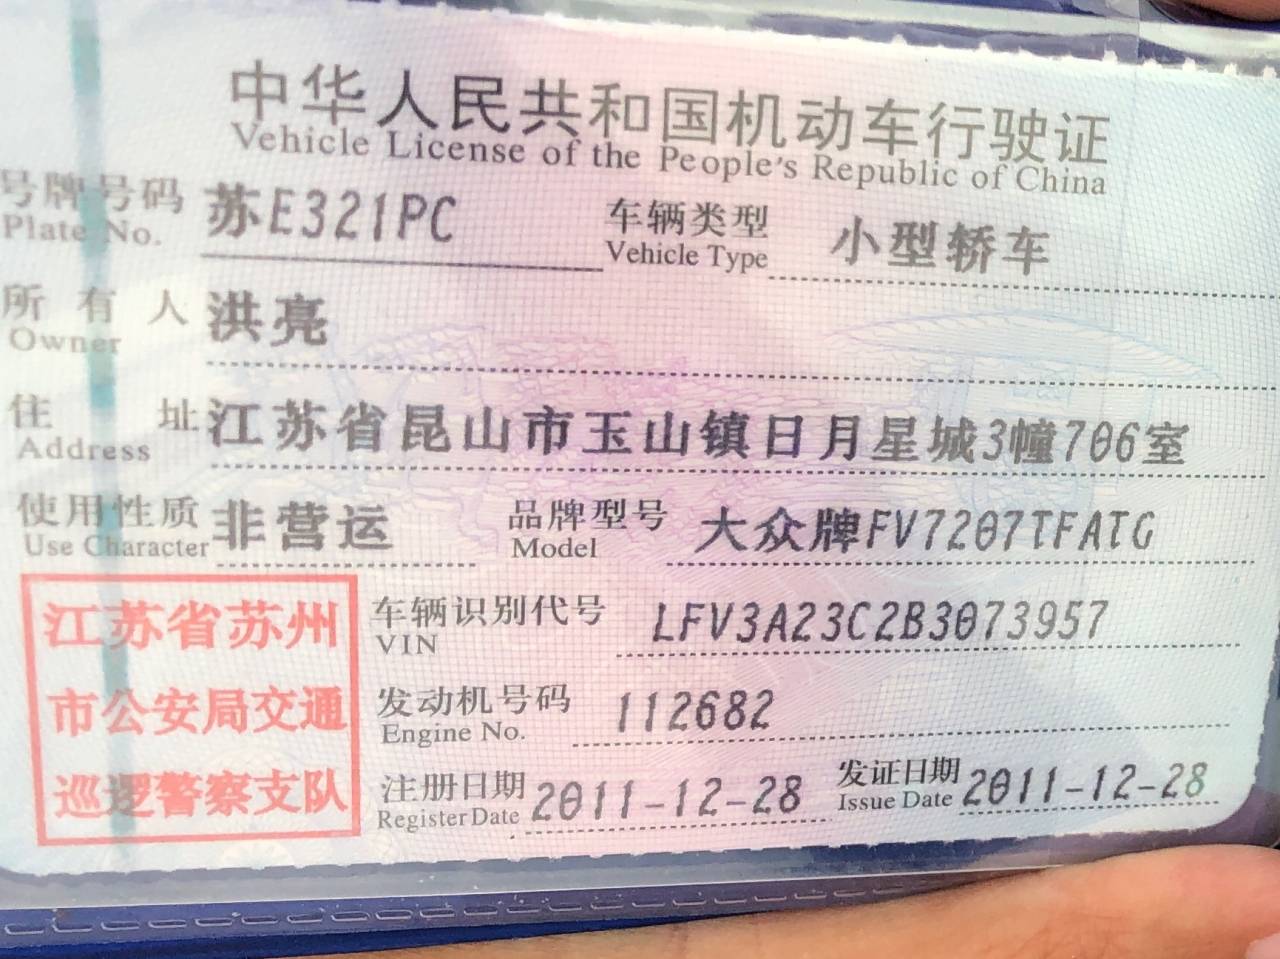 中华人民共和国机动车行驶证
Vehicle License of the People's Republic of China
号牌号码 苏E321PC 车辆类型 小型轿车
Plate No. Vehicle Type
所有人 洪亮
Owner
住址 江苏省昆山市玉山镇日月星城3幢706室
Address
使用性质 非营运 品牌型号 大众牌FV7207TFATG
Use Character Model
江苏省苏州
市公安局交通
巡逻警察支队
车辆识别代号 LFV3A23C2B3073957
VIN
发动机号码 112682
Engine No.
注册日期 2011-12-28 发证日期 2011-12-28
Register Date Issue Date